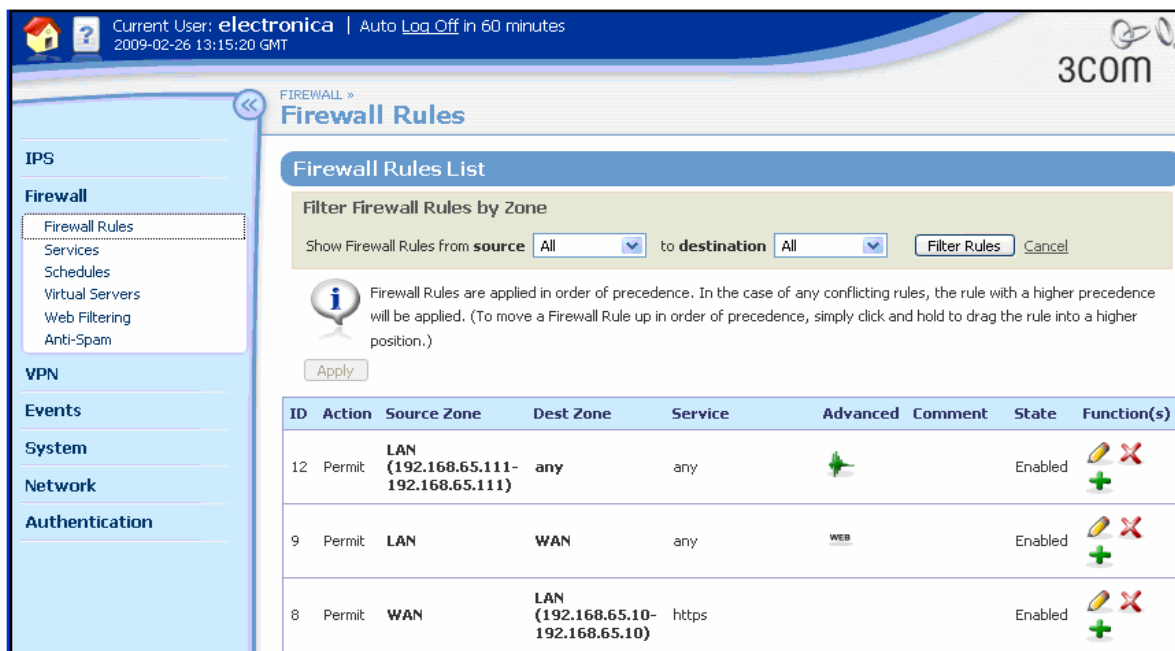 Current User: electronica | Auto Log Off in 60 minutes
2009-02-26 13:15:20 GMT
3COM
FIREWALL »
Firewall Rules
IPS
Firewall
Firewall Rules
Services
Schedules
Virtual Servers
Web Filtering
Anti-Spam
VPN
Events
System
Network
Authentication
Firewall Rules List
Filter Firewall Rules by Zone
Show Firewall Rules from source All to destination All Filter Rules Cancel
Firewall Rules are applied in order of precedence. In the case of any conflicting rules, the rule with a higher precedence
will be applied. (To move a Firewall Rule up in order of precedence, simply click and hold to drag the rule into a higher
position.)
Apply
ID Action Source Zone Dest Zone Service Advanced Comment State Function(s)
12 Permit LAN (192.168.65.111-192.168.65.111) any any Enabled
9 Permit LAN WAN any WEB Enabled
8 Permit WAN LAN (192.168.65.10-192.168.65.10) https Enabled